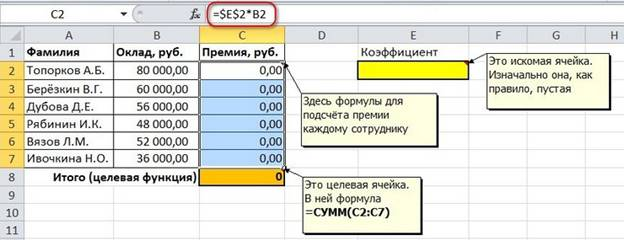 C2 fx =$E$2*B2
A B C D E F G H
1 Фамилия Оклад, руб. Премия, руб. Коэффициент
2 Топорков А.Б. 80 000,00 0,00
3 Берёзкин В.Г. 60 000,00 0,00
4 Дубова Д.Е. 56 000,00 0,00
5 Рябинин И.К. 48 000,00 0,00
6 Вязов Л.М. 52 000,00 0,00
7 Ивочкина Н.О. 36 000,00 0,00
8 Итого (целевая функция) 0
9
10
11
Это искомая ячейка.
Изначально она, как
правило, пустая
Здесь формулы для
подсчёта премии
каждому сотруднику
Это целевая ячейка.
В ней формула
=СУММ(C2:C7)